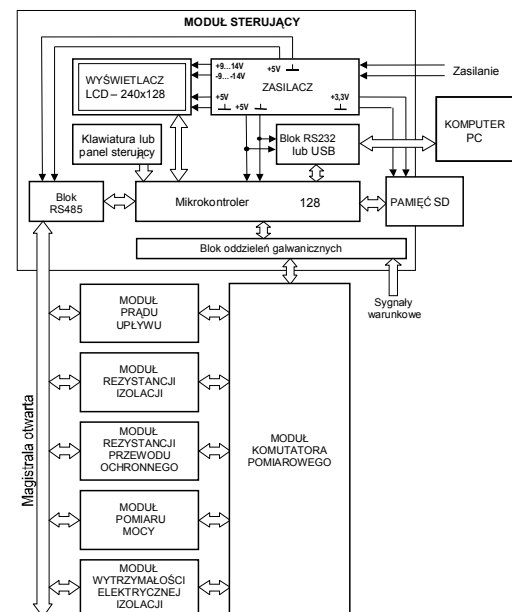 MODUŁ STERUJĄCY
+9...14V
-9...-14V
+5V
+5V
+5V
+3,3V
ZASILACZ
Zasilanie
WYŚWIETLACZ
LCD – 240x128
Klawiatura lub
panel sterujący
Blok RS232
lub USB
KOMPUTER
PC
Blok
RS485
Mikrokontroler 128
PAMIĘĆ SD
Blok oddzieleń galwanicznych
Sygnały
warunkowe
Magistrala otwarta
MODUŁ
PRĄDU
UPŁYWU
MODUŁ
REZYSTANCJI
IZOLACJI
MODUŁ
REZYSTANCJI
PRZEWODU
OCHRONNEGO
MODUŁ
POMIARU
MOCY
MODUŁ
WYTRZYMAŁOŚCI
ELEKTRYCZNEJ
IZOLACJI
MODUŁ
KOMUTATORA
POMIAROWEGO